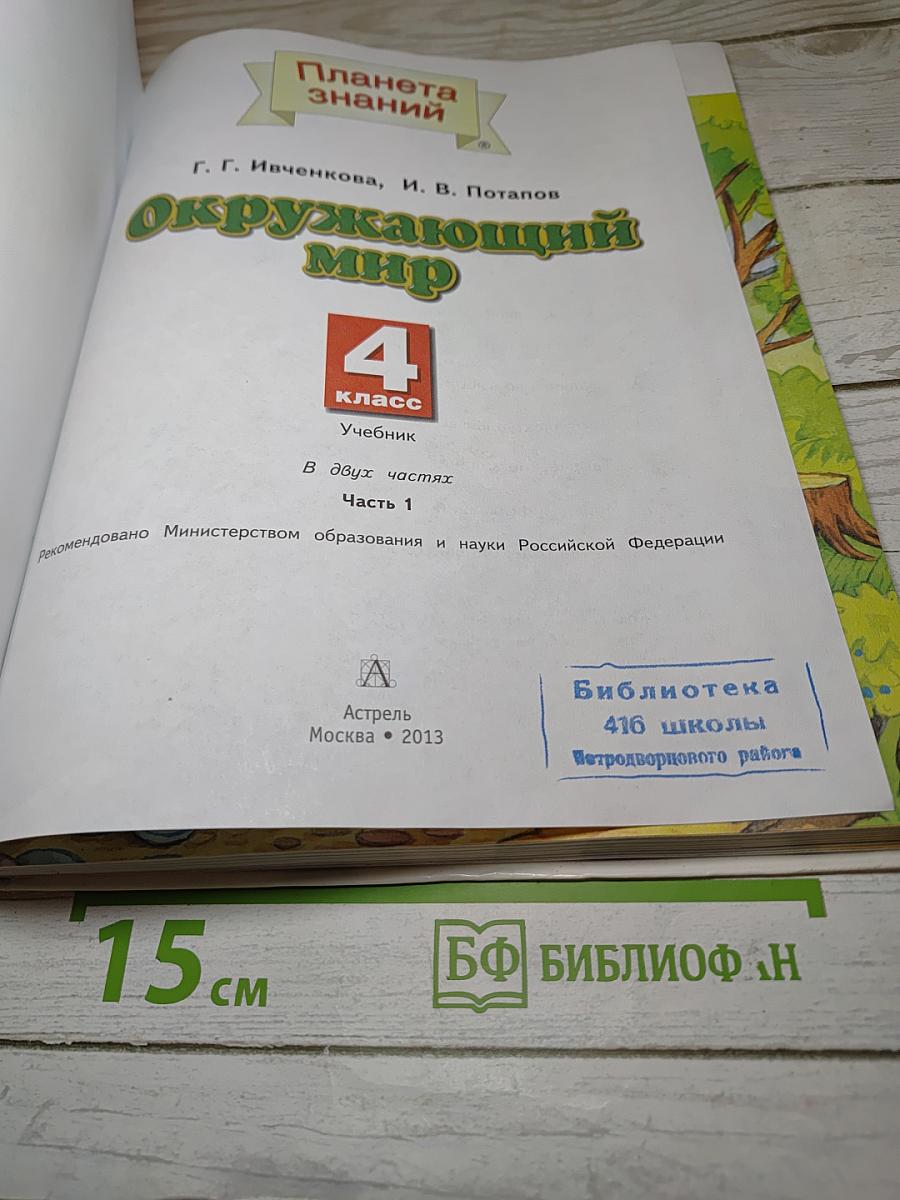 Планета
знаний
®
Г. Г. Ивченкова, И. В. Потапов
Окружающий
мир
4
класс
Учебник
В двух частях
Часть 1
Рекомендовано Министерством образования и науки Российской Федерации
А
Астрель
Москва • 2013
Библиотека
416 школы
Петродворцового района
15 см
БФ БИБЛИОФАН